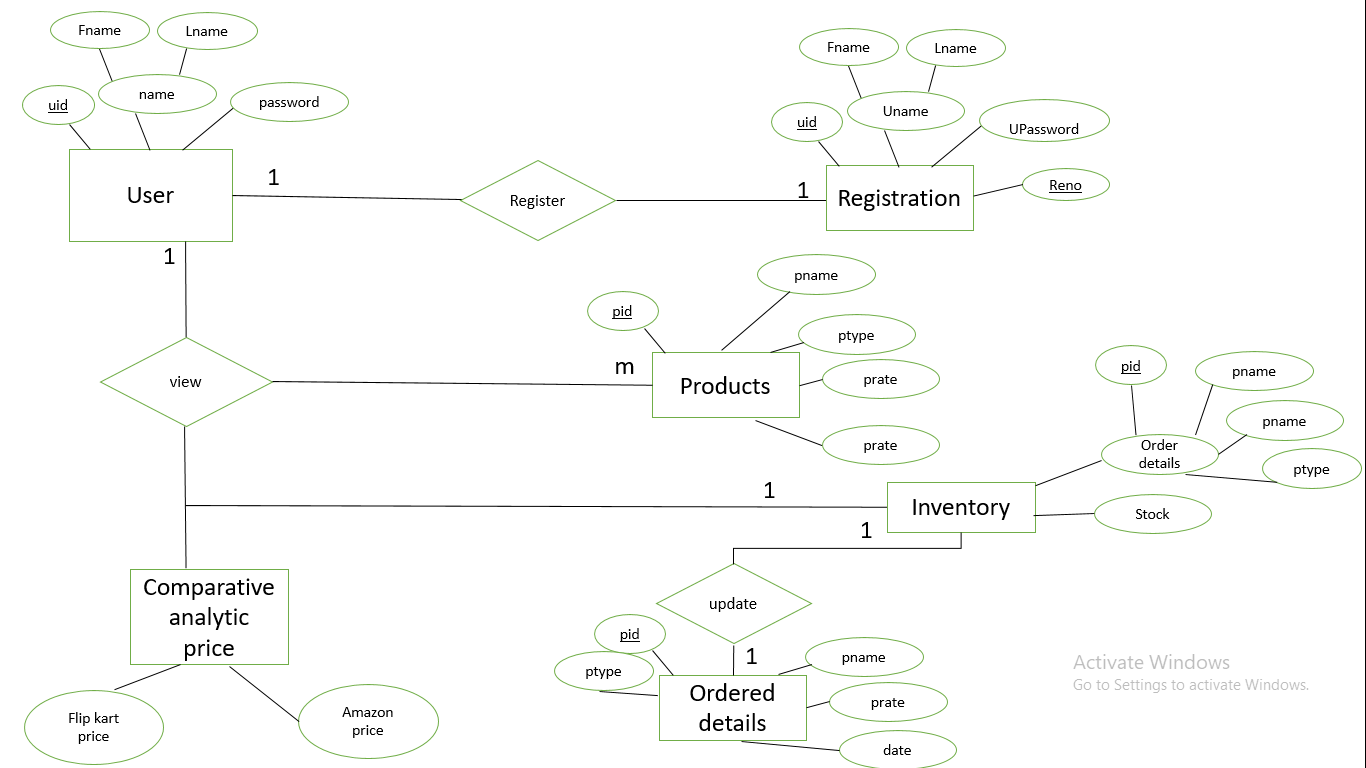 Fname
Lname
name
uid
password
User
1
Register
1
Fname
Lname
Uname
uid
UPassword
Reno
Registration
1
view
m
pid
pname
ptype
prate
prate
Products
pid
pname
pname
ptype
Order
details
1
Inventory
Stock
1
update
1
Comparative
analytic
price
Flip kart
price
Amazon
price
pid
ptype
Ordered
details
pname
prate
date
Activate Windows
Go to Settings to activate Windows.